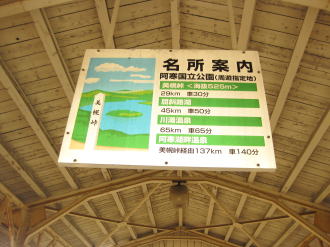 名所案内
阿寒国立公園(周遊指定地)
美幌峠<海抜525m>
29km 車30分
屈斜路湖
45km 車50分
川湯温泉
65km 車65分
阿寒湖畔温泉
美幌峠経由137km 車140分
美幌峠